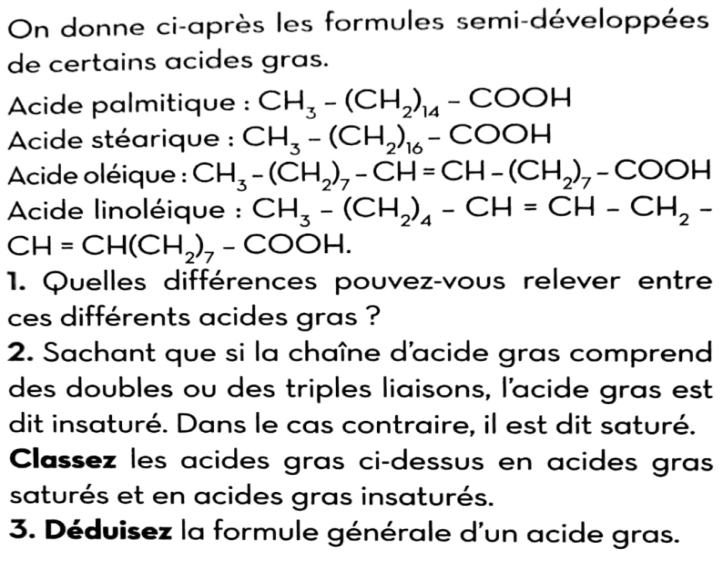 On donne ci-après les formules semi-développées
de certains acides gras.
Acide palmitique : CH₃ – (CH₂)₁₄ – COOH
Acide stéarique : CH₃ – (CH₂)₁₆ – COOH
Acide oléique : CH₃ – (CH₂)₇ – CH = CH – (CH₂)₇ – COOH
Acide linoléique : CH₃ – (CH₂)₄ – CH = CH – CH₂ –
CH = CH(CH₂)₇ – COOH.
1. Quelles différences pouvez-vous relever entre
ces différents acides gras ?
2. Sachant que si la chaîne d'acide gras comprend
des doubles ou des triples liaisons, l'acide gras est
dit insaturé. Dans le cas contraire, il est dit saturé.
Classez les acides gras ci-dessus en acides gras
saturés et en acides gras insaturés.
3. Déduisez la formule générale d'un acide gras.